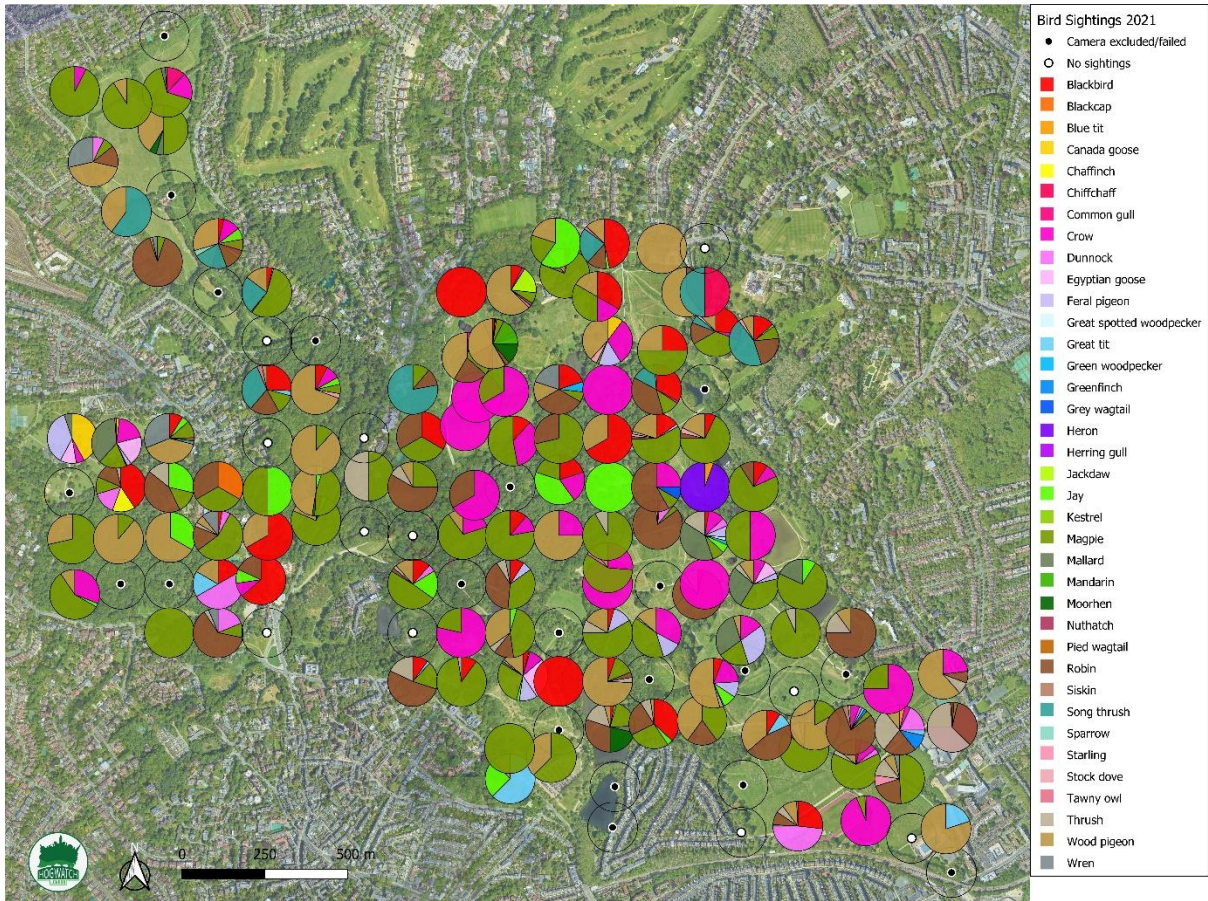 Bird Sightings 2021
Camera excluded/failed
No sightings
Blackbird
Blackcap
Blue tit
Canada goose
Chaffinch
Chiffchaff
Common gull
Crow
Dunnock
Egyptian goose
Feral pigeon
Great spotted woodpecker
Great tit
Green woodpecker
Greenfinch
Grey wagtail
Heron
Herring gull
Jackdaw
Jay
Kestrel
Magpie
Mallard
Mandarin
Moorhen
Nuthatch
Pied wagtail
Robin
Siskin
Song thrush
Sparrow
Starling
Stock dove
Tawny owl
Thrush
Wood pigeon
Wren
HOGWATCH
LONDON
N
0 250 500 m